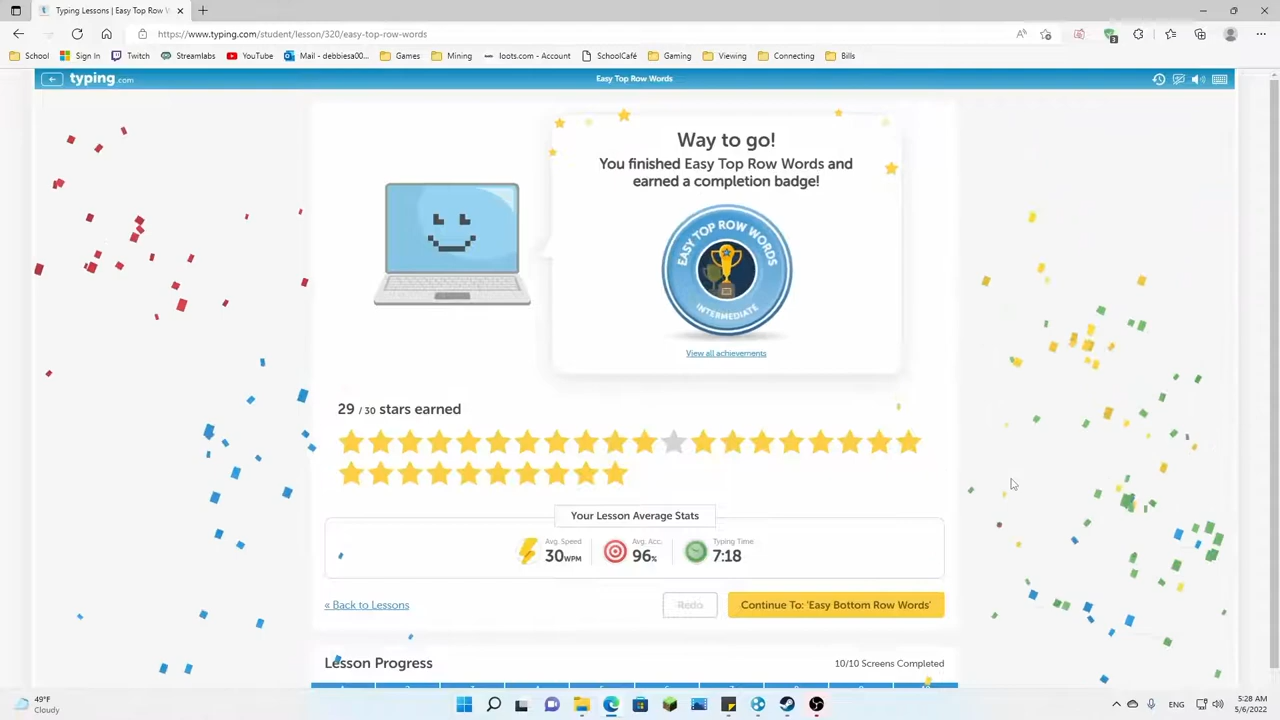 Typing Lessons | Easy Top Row W
https://www.typing.com/student/lesson/320/easy-top-row-words
School Sign In Twitch Streamlabs YouTube Mail - debbiesa00... Games Mining loots.com - Account SchoolCafé Gaming Viewing Connecting Bills
typing.com
Easy Top Row Words
Way to go!
You finished Easy Top Row Words and
earned a completion badge!
EASY TOP ROW WORDS
INTERMEDIATE
View all achievements
29 / 30 stars earned
Your Lesson Average Stats
Avg. Speed
30WPM
Avg. Acc.
96%
Typing Time
7:18
« Back to Lessons
Redo
Continue To: 'Easy Bottom Row Words'
Lesson Progress
10/10 Screens Completed
49°F
Cloudy
ENG
5:28 AM
5/6/2022